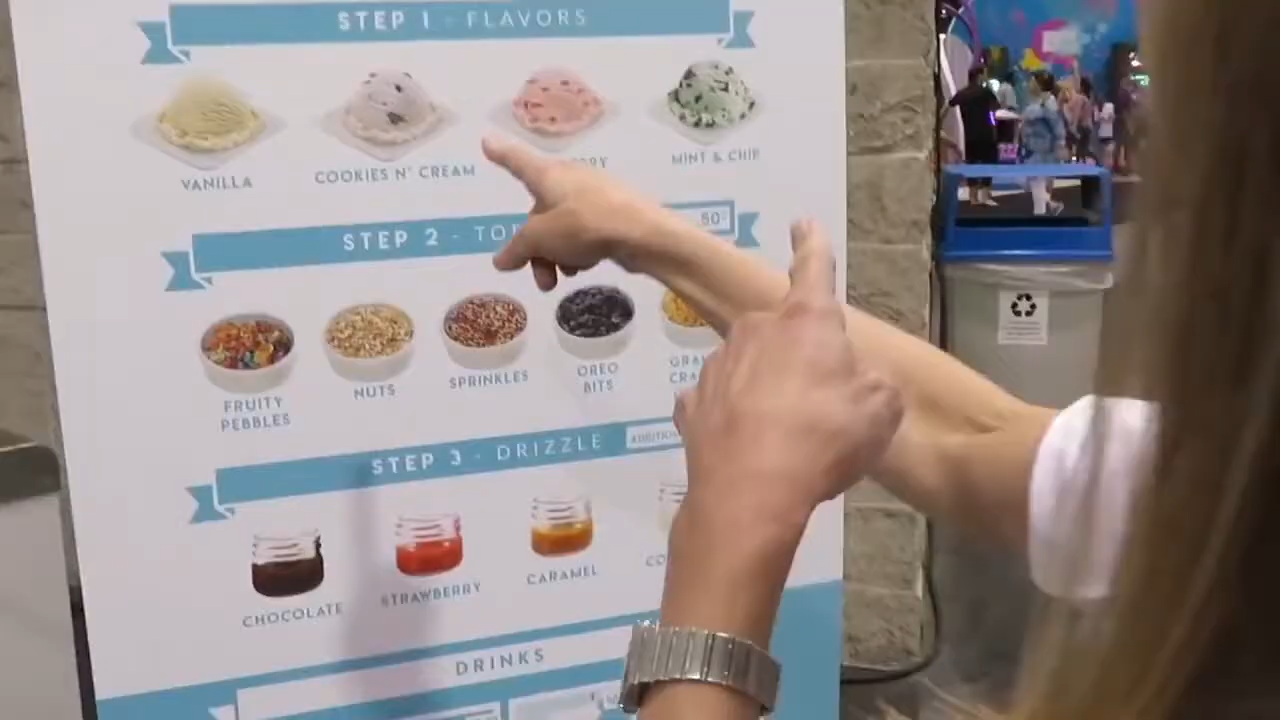 STEP 1 - FLAVORS
VANILLA
COOKIES N' CREAM
MINT & CHIP
STEP 2 -
50¢
FRUITY
PEBBLES
NUTS
SPRINKLES
OREO
BITS
STEP 3 - DRIZZLE
CHOCOLATE
STRAWBERRY
CARAMEL
DRINKS